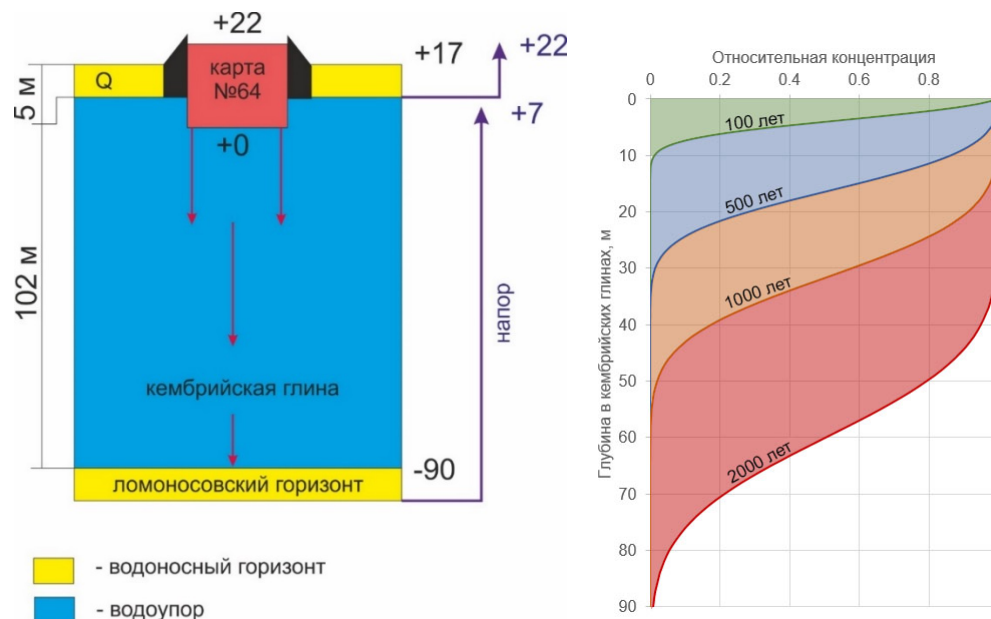 +22
+17
+22
Q
карта
№64
5 м
+7
+0
102 м
напор
кембрийская глина
-90
ломоносовский горизонт
- водоносный горизонт
- водоупор
Относительная концентрация
0 0.2 0.4 0.6 0.8
0
10
20
30
40
50
60
70
80
90
Глубина в кембрийских глинах, м
100 лет
500 лет
1000 лет
2000 лет